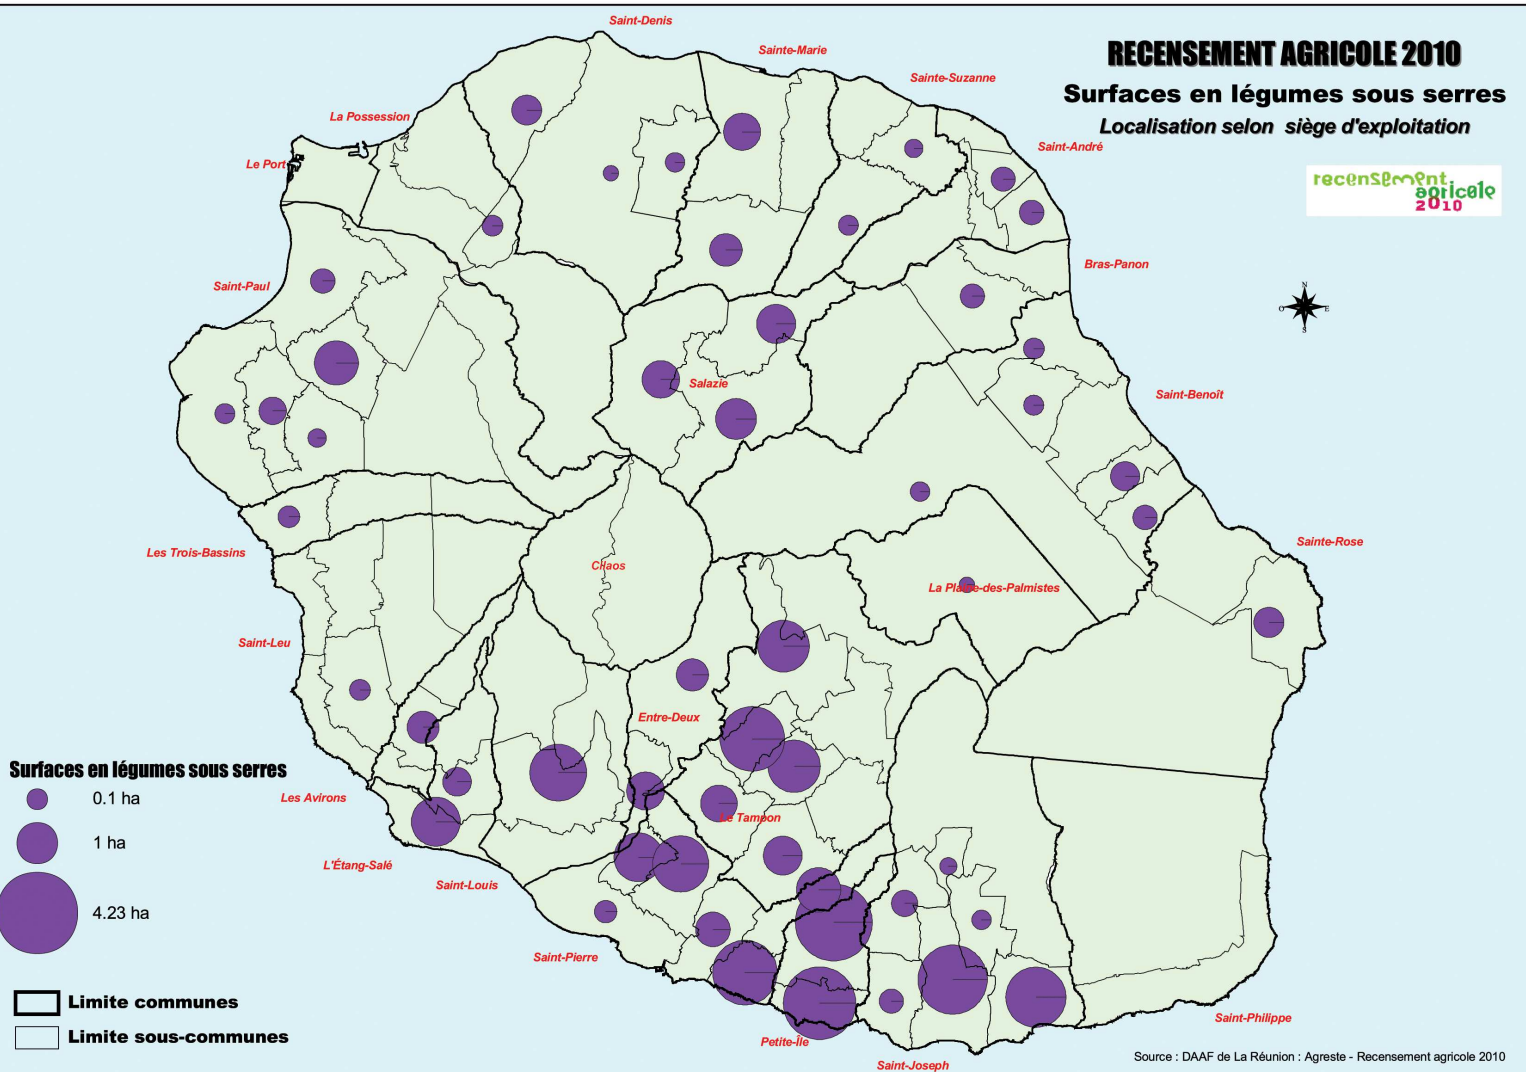 RECENSEMENT AGRICOLE 2010
Surfaces en légumes sous serres
Localisation selon siège d'exploitation
recensement
agricole
2010
N
O
E
S
Saint-Denis
Sainte-Marie
Sainte-Suzanne
Saint-André
La Possession
Le Port
Bras-Panon
Saint-Paul
Salazie
Saint-Benoît
Sainte-Rose
Les Trois-Bassins
Chaos
La Plaine-des-Palmistes
Saint-Leu
Entre-Deux
Les Avirons
Le Tampon
L'Étang-Salé
Saint-Louis
Saint-Pierre
Saint-Philippe
Petite-Île
Saint-Joseph
Surfaces en légumes sous serres
0.1 ha
1 ha
4.23 ha
Limite communes
Limite sous-communes
Source : DAAF de La Réunion : Agreste - Recensement agricole 2010